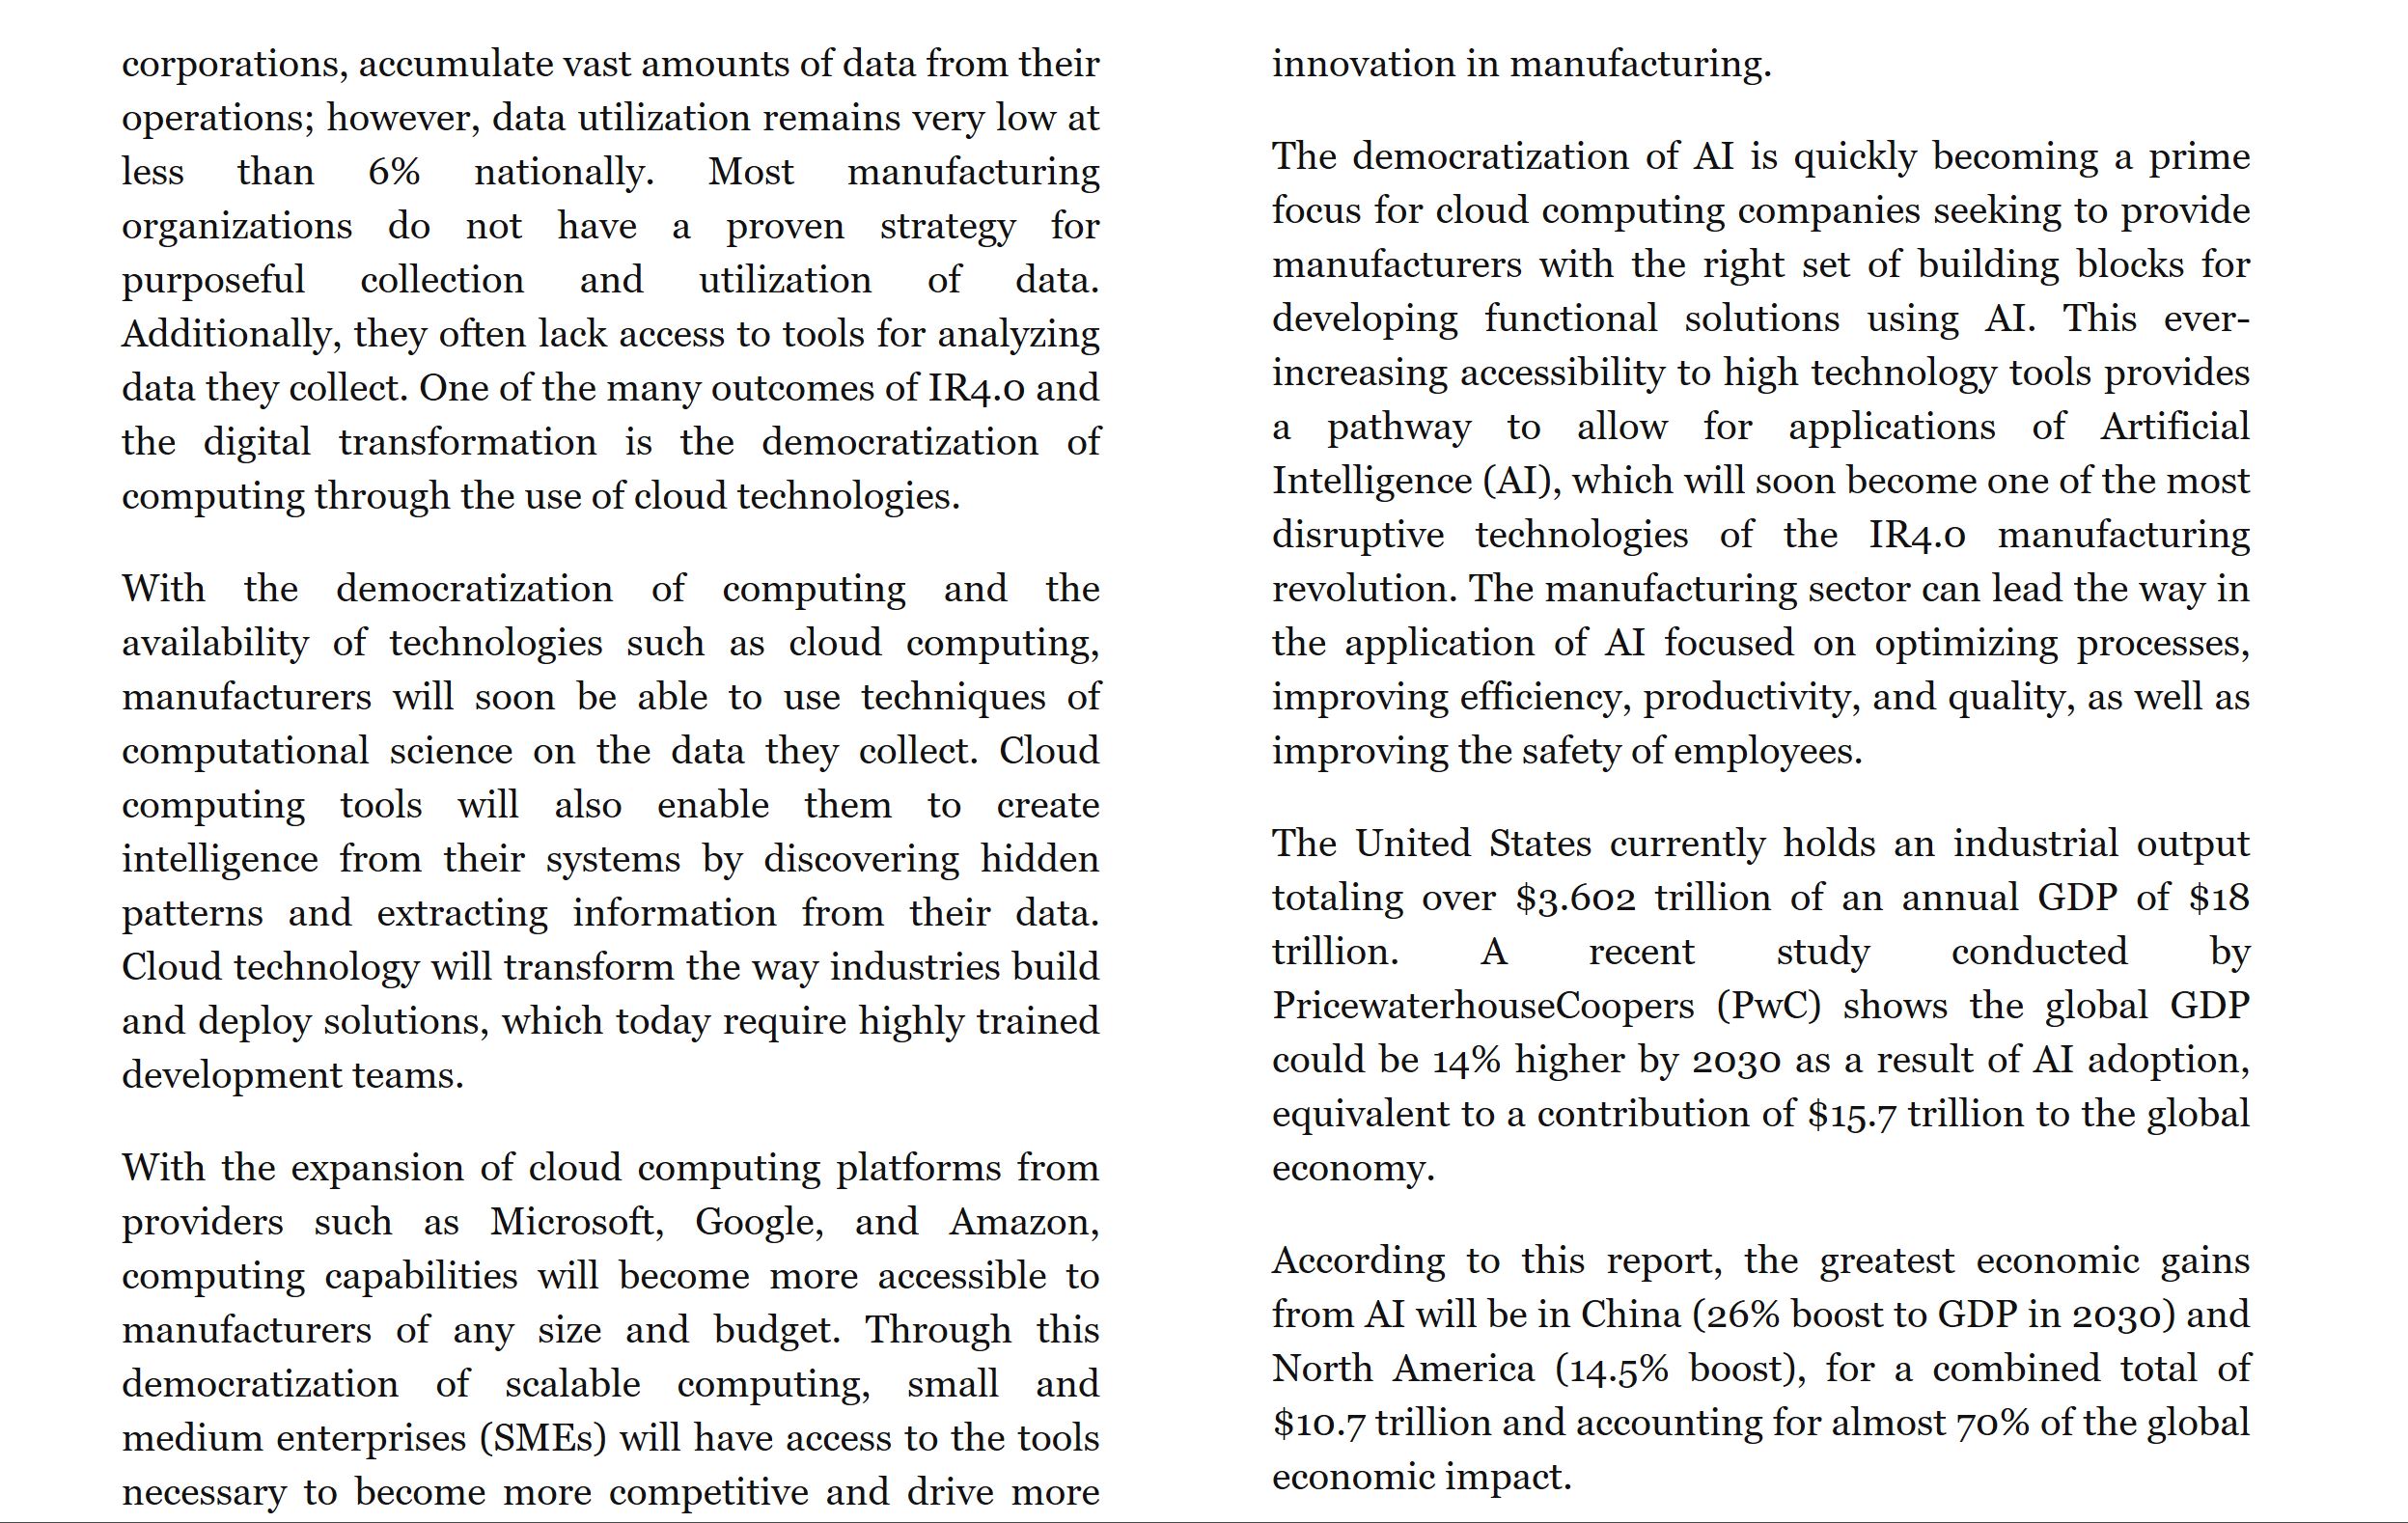 corporations, accumulate vast amounts of data from their
operations; however, data utilization remains very low at
less than 6% nationally. Most manufacturing
organizations do not have a proven strategy for
purposeful collection and utilization of data.
Additionally, they often lack access to tools for analyzing
data they collect. One of the many outcomes of IR4.0 and
the digital transformation is the democratization of
computing through the use of cloud technologies.
With the democratization of computing and the
availability of technologies such as cloud computing,
manufacturers will soon be able to use techniques of
computational science on the data they collect. Cloud
computing tools will also enable them to create
intelligence from their systems by discovering hidden
patterns and extracting information from their data.
Cloud technology will transform the way industries build
and deploy solutions, which today require highly trained
development teams.
With the expansion of cloud computing platforms from
providers such as Microsoft, Google, and Amazon,
computing capabilities will become more accessible to
manufacturers of any size and budget. Through this
democratization of scalable computing, small and
medium enterprises (SMEs) will have access to the tools
necessary to become more competitive and drive more
innovation in manufacturing.
The democratization of AI is quickly becoming a prime
focus for cloud computing companies seeking to provide
manufacturers with the right set of building blocks for
developing functional solutions using AI. This ever-
increasing accessibility to high technology tools provides
a pathway to allow for applications of Artificial
Intelligence (AI), which will soon become one of the most
disruptive technologies of the IR4.0 manufacturing
revolution. The manufacturing sector can lead the way in
the application of AI focused on optimizing processes,
improving efficiency, productivity, and quality, as well as
improving the safety of employees.
The United States currently holds an industrial output
totaling over $3.602 trillion of an annual GDP of $18
trillion. A recent study conducted by
PricewaterhouseCoopers (PwC) shows the global GDP
could be 14% higher by 2030 as a result of AI adoption,
equivalent to a contribution of $15.7 trillion to the global
economy.
According to this report, the greatest economic gains
from AI will be in China (26% boost to GDP in 2030) and
North America (14.5% boost), for a combined total of
$10.7 trillion and accounting for almost 70% of the global
economic impact.